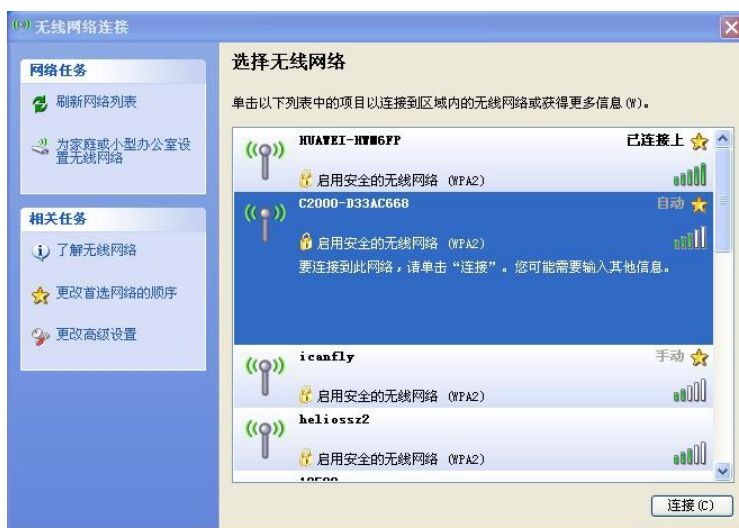 无线网络连接
网络任务
刷新网络列表
为家庭或小型办公室设
置无线网络
相关任务
了解无线网络
更改首选网络的顺序
更改高级设置
选择无线网络
单击以下列表中的项目以连接到区域内的无线网络或获得更多信息(W)。
HUAWEI-HTM6FP 已连接上
启用安全的无线网络 (WPA2)
C2000-D33AC668 自动
启用安全的无线网络 (WPA2)
要连接到此网络,请单击“连接”。您可能需要输入其他信息。
icanfly 手动
启用安全的无线网络 (WPA2)
heliossz2
启用安全的无线网络 (WPA2)
连接(C)